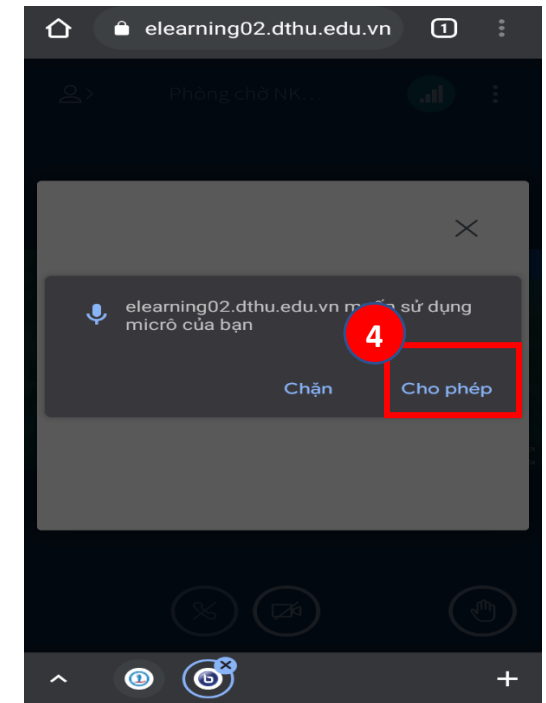 elearning02.dthu.edu.vn
1
Phòng chờ NK...
elearning02.dthu.edu.vn muốn sử dụng
micrô của bạn
4
Chặn
Cho phép